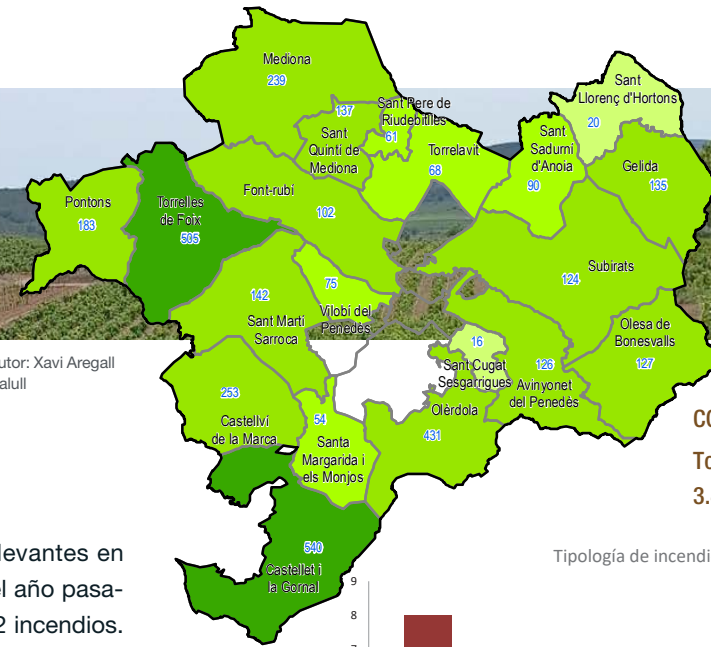 Mediona
239
137
Sant
Quintí de
Mediona
Sant Pere de
Riudebitlles
61
Torrelavit
68
Sant
Llorenç d'Hortons
20
Sant
Sadurní
d'Anoia
90
Gelida
135
Pontons
183
Torrelles
de Foix
505
Font-rubí
102
Subirats
124
75
Vilobí del
Penedès
142
Sant Martí
Sarroca
Olesa de
Bonesvalls
127
16
Sant Cugat
Sesgarrigues
126
Avinyonet
del Penedès
253
Castellví
de la Marca
54
Santa
Margarida i
els Monjos
Olèrdola
431
540
Castellet i
la Gornal
utor: Xavi Aregall
alull
CO
To
3.
levantes en
el año pasa-
2 incendios.
Tipología de incendi
9
8
7